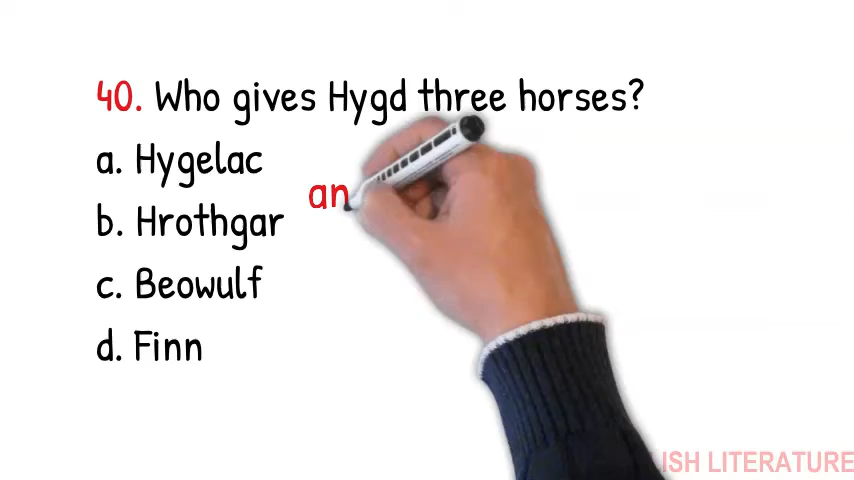 40. Who gives Hygd three horses?
a. Hygelac
an
b. Hrothgar
c. Beowulf
d. Finn
ISH LITERATURE